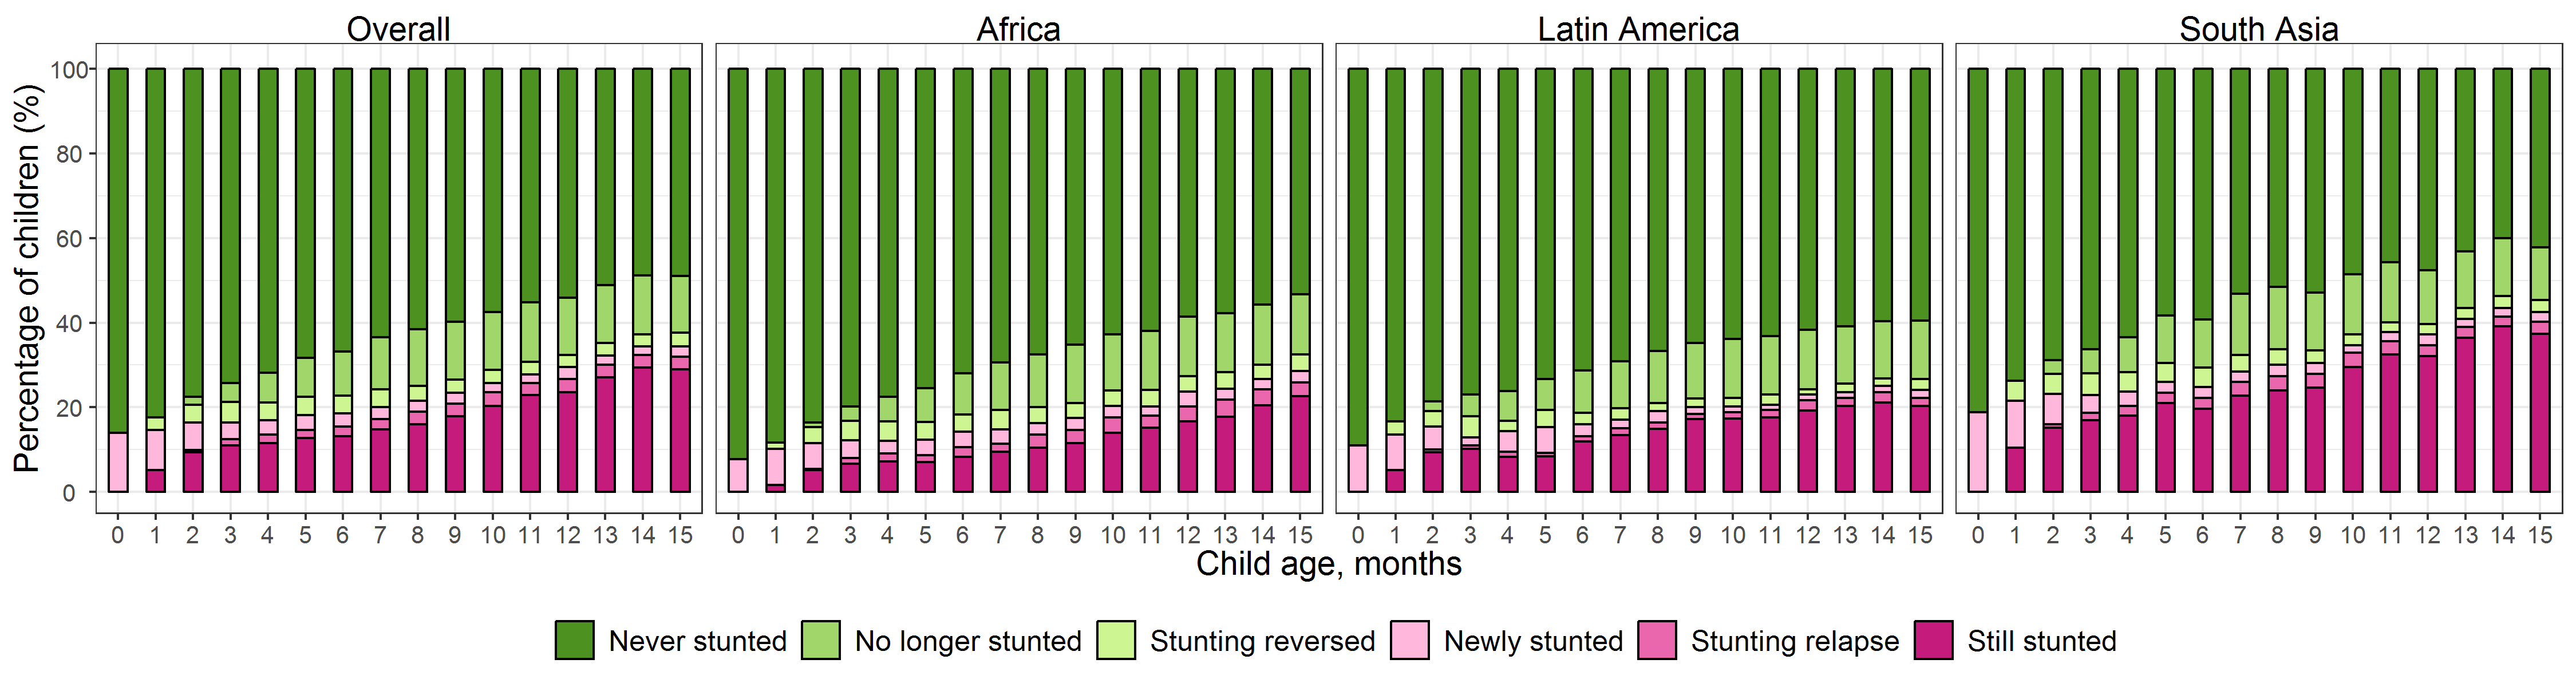 Overall Africa Latin America South Asia
Percentage of children (%)
100
80
60
40
20
0
0 1 2 3 4 5 6 7 8 9 10 11 12 13 14 15 0 1 2 3 4 5 6 7 8 9 10 11 12 13 14 15 0 1 2 3 4 5 6 7 8 9 10 11 12 13 14 15 0 1 2 3 4 5 6 7 8 9 10 11 12 13 14 15
Child age, months
Never stunted No longer stunted Stunting reversed Newly stunted Stunting relapse Still stunted